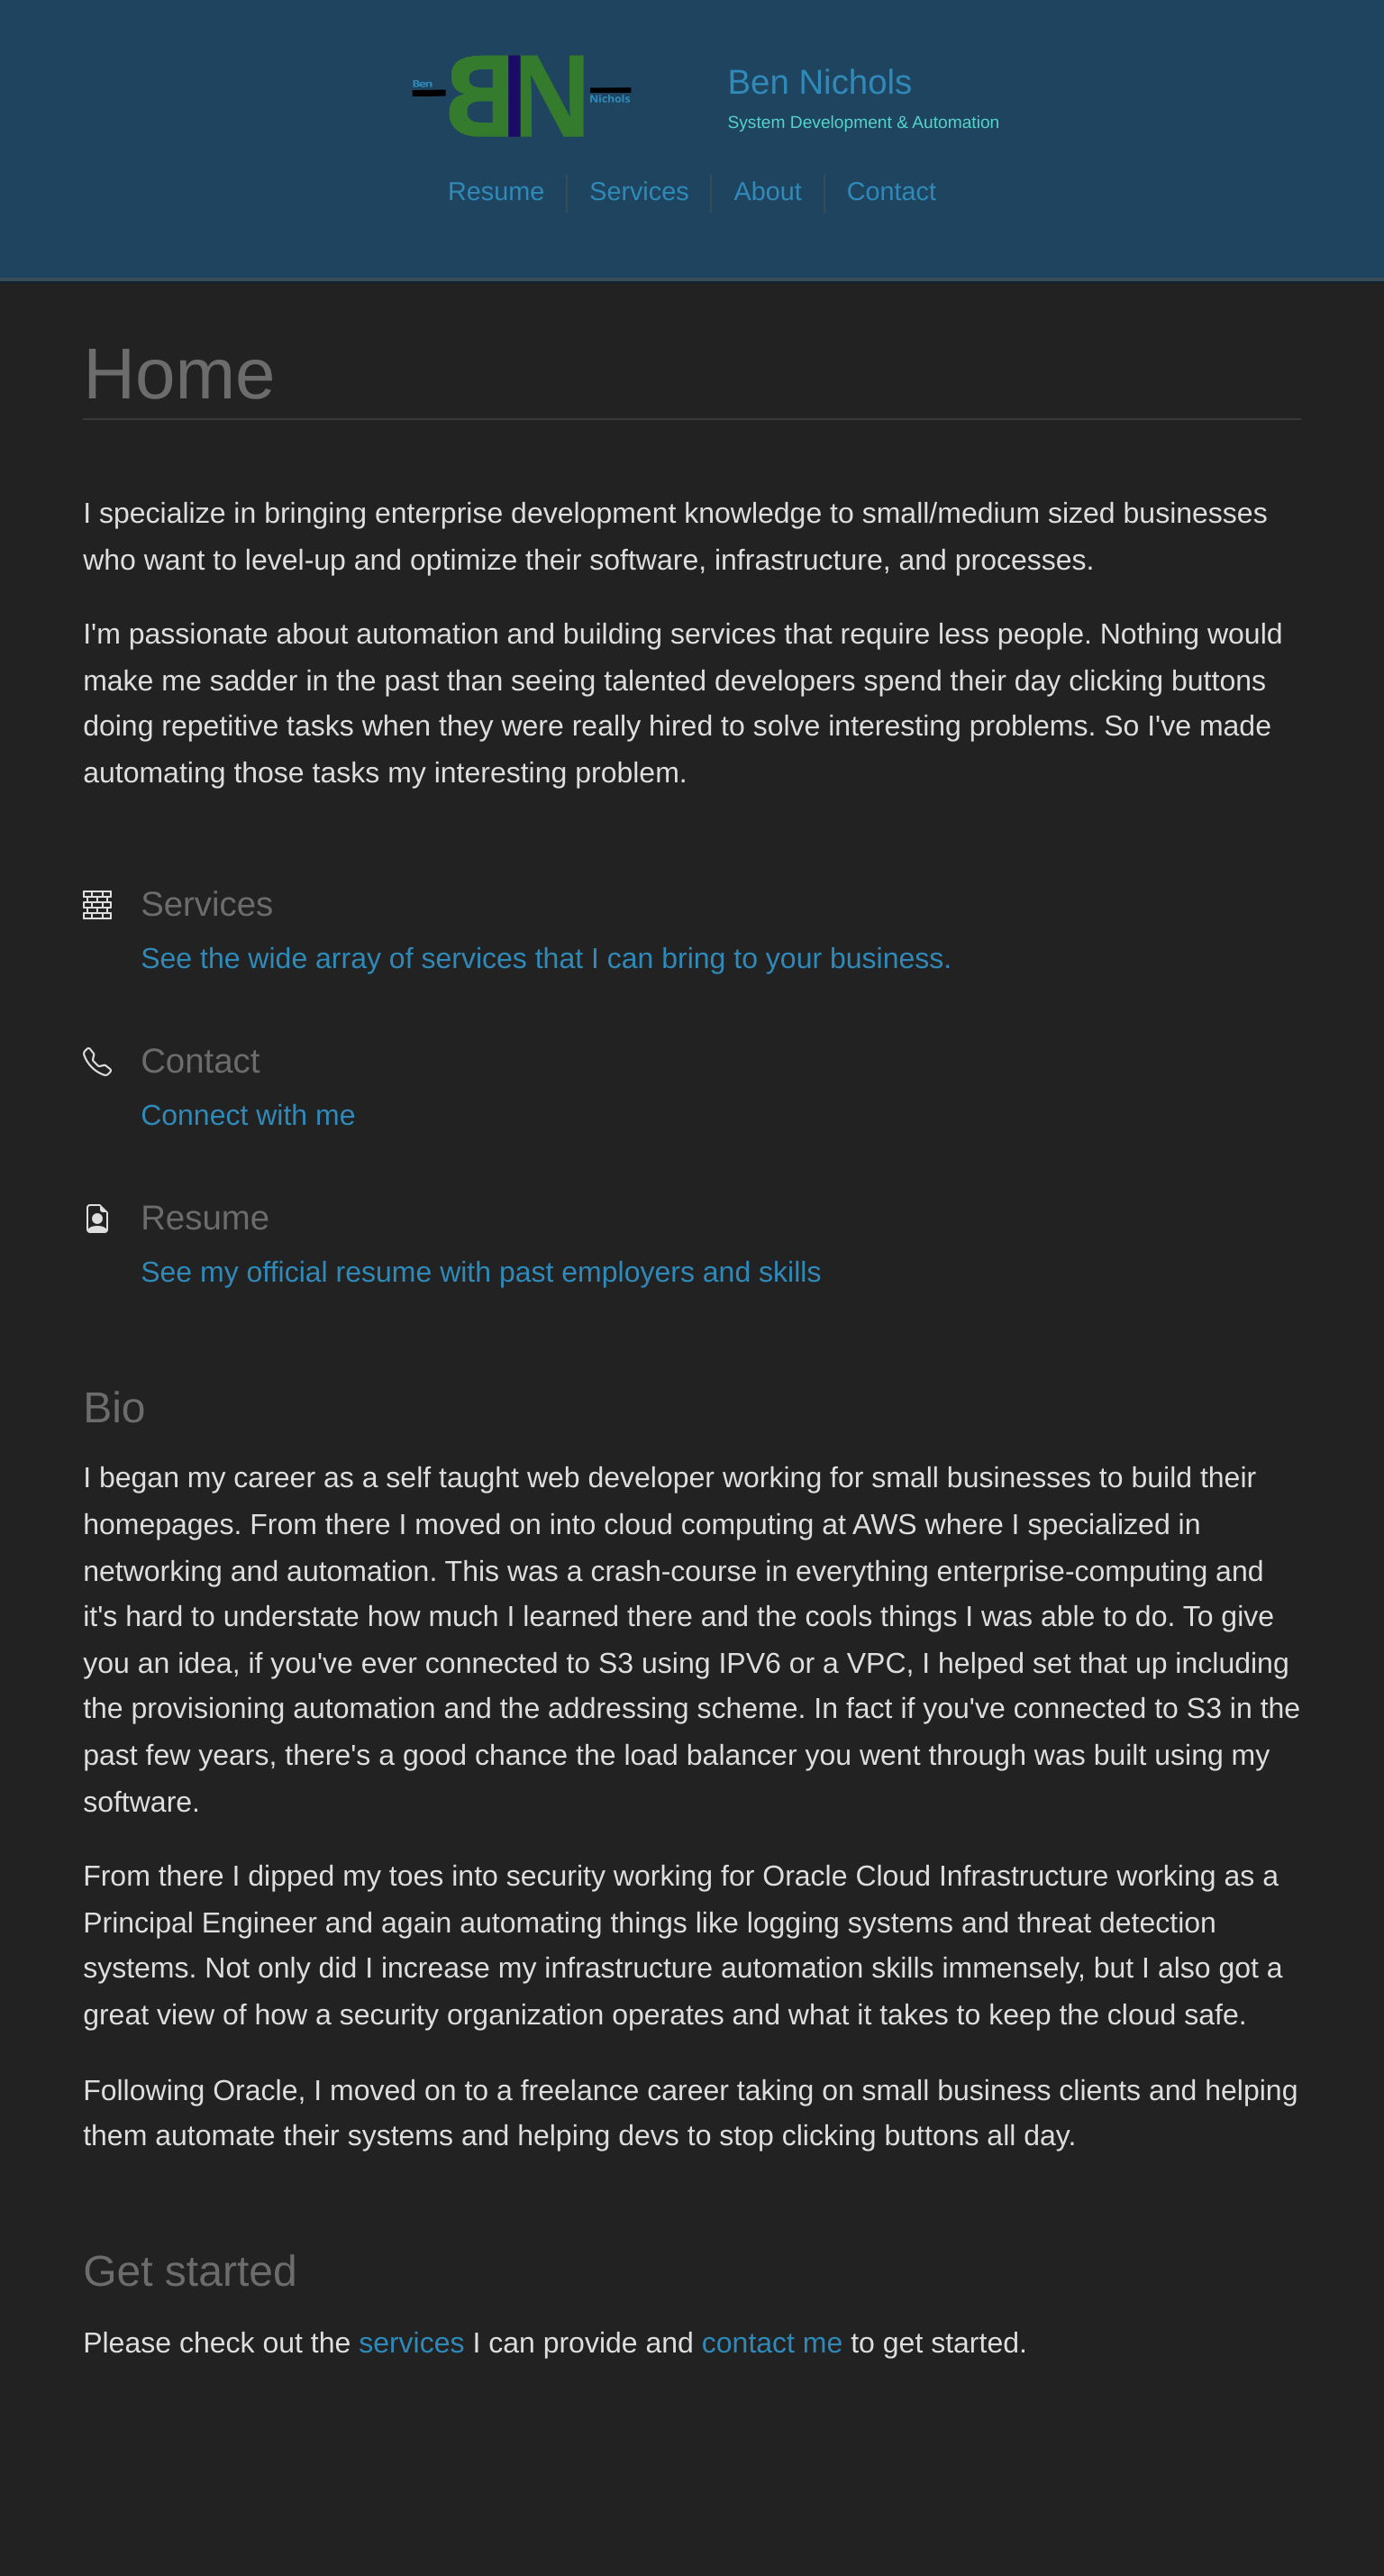 Ben
BN
Nichols
Ben Nichols
System Development & Automation
Resume
Services
About
Contact
Home
I specialize in bringing enterprise development knowledge to small/medium sized businesses
who want to level-up and optimize their software, infrastructure, and processes.
I'm passionate about automation and building services that require less people. Nothing would
make me sadder in the past than seeing talented developers spend their day clicking buttons
doing repetitive tasks when they were really hired to solve interesting problems. So I've made
automating those tasks my interesting problem.
Services
See the wide array of services that I can bring to your business.
Contact
Connect with me
Resume
See my official resume with past employers and skills
Bio
I began my career as a self taught web developer working for small businesses to build their
homepages. From there I moved on into cloud computing at AWS where I specialized in
networking and automation. This was a crash-course in everything enterprise-computing and
it's hard to understate how much I learned there and the cools things I was able to do. To give
you an idea, if you've ever connected to S3 using IPV6 or a VPC, I helped set that up including
the provisioning automation and the addressing scheme. In fact if you've connected to S3 in the
past few years, there's a good chance the load balancer you went through was built using my
software.
From there I dipped my toes into security working for Oracle Cloud Infrastructure working as a
Principal Engineer and again automating things like logging systems and threat detection
systems. Not only did I increase my infrastructure automation skills immensely, but I also got a
great view of how a security organization operates and what it takes to keep the cloud safe.
Following Oracle, I moved on to a freelance career taking on small business clients and helping
them automate their systems and helping devs to stop clicking buttons all day.
Get started
Please check out the services I can provide and contact me to get started.